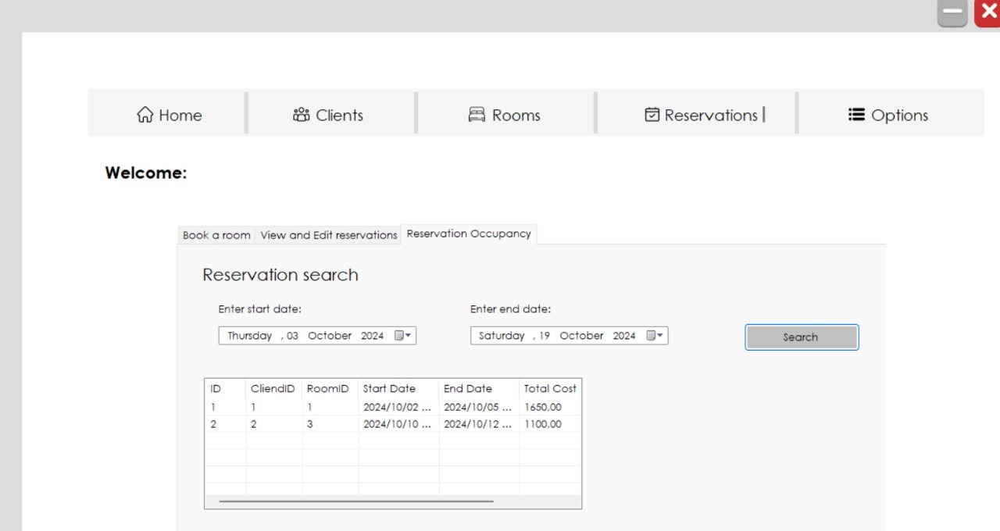 Home Clients Rooms Reservations Options
Welcome:
Book a room View and Edit reservations Reservation Occupancy
Reservation search
Enter start date: Enter end date:
Thursday , 03 October 2024 Saturday , 19 October 2024 Search
ID CliendID RoomID Start Date End Date Total Cost
1 1 1 2024/10/02 ... 2024/10/05 ... 1650,00
2 2 3 2024/10/10 ... 2024/10/12 ... 1100,00